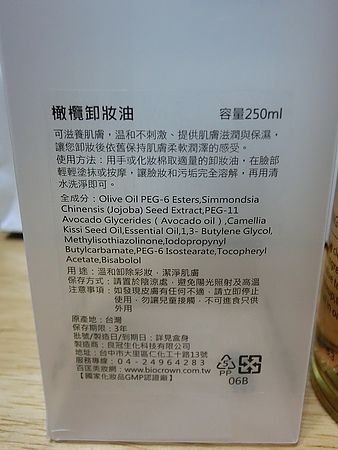 橄欖卸妝油 容量250ml
可滋養肌膚，溫和不刺激、提供肌膚滋潤與保濕，
讓您卸妝後依舊保持肌膚柔軟潤澤的感受。
使用方法：用手或化妝棉取適量的卸妝油，在臉部
輕輕塗抹或按摩，讓臉妝和污垢完全溶解，再用清
水洗淨即可。
全成分：Olive Oil PEG-6 Esters,Simmondsia
Chinensis (Jojoba) Seed Extract,PEG-11
Avocado Glycerides ( Avocado oil ),Camellia
Kissi Seed Oil,Essential Oil,1,3- Butylene Glycol,
Methylisothiazolinone,Iodopropynyl
Butylcarbamate,PEG-6 Isostearate,Tocopheryl
Acetate,Bisabolol
用 途：溫和卸除彩妝，潔淨肌膚
保存方式：請置於陰涼處，避免陽光照射及高溫
注意事項：如發現皮膚有任何不適，請立即停止
使用，勿讓兒童接觸，不可進食只供
外用
原產地：台灣
保存期限：3年
批號/製造日/到期日：詳見盒身
製造商：良冠生化科技有限公司
地址：台中市大里區仁化工十路13號
服務專線：04-24964283
百匡美妝網：www.biocrown.com.tw
【國家化妝品GMP認證廠】
5
PP
06B